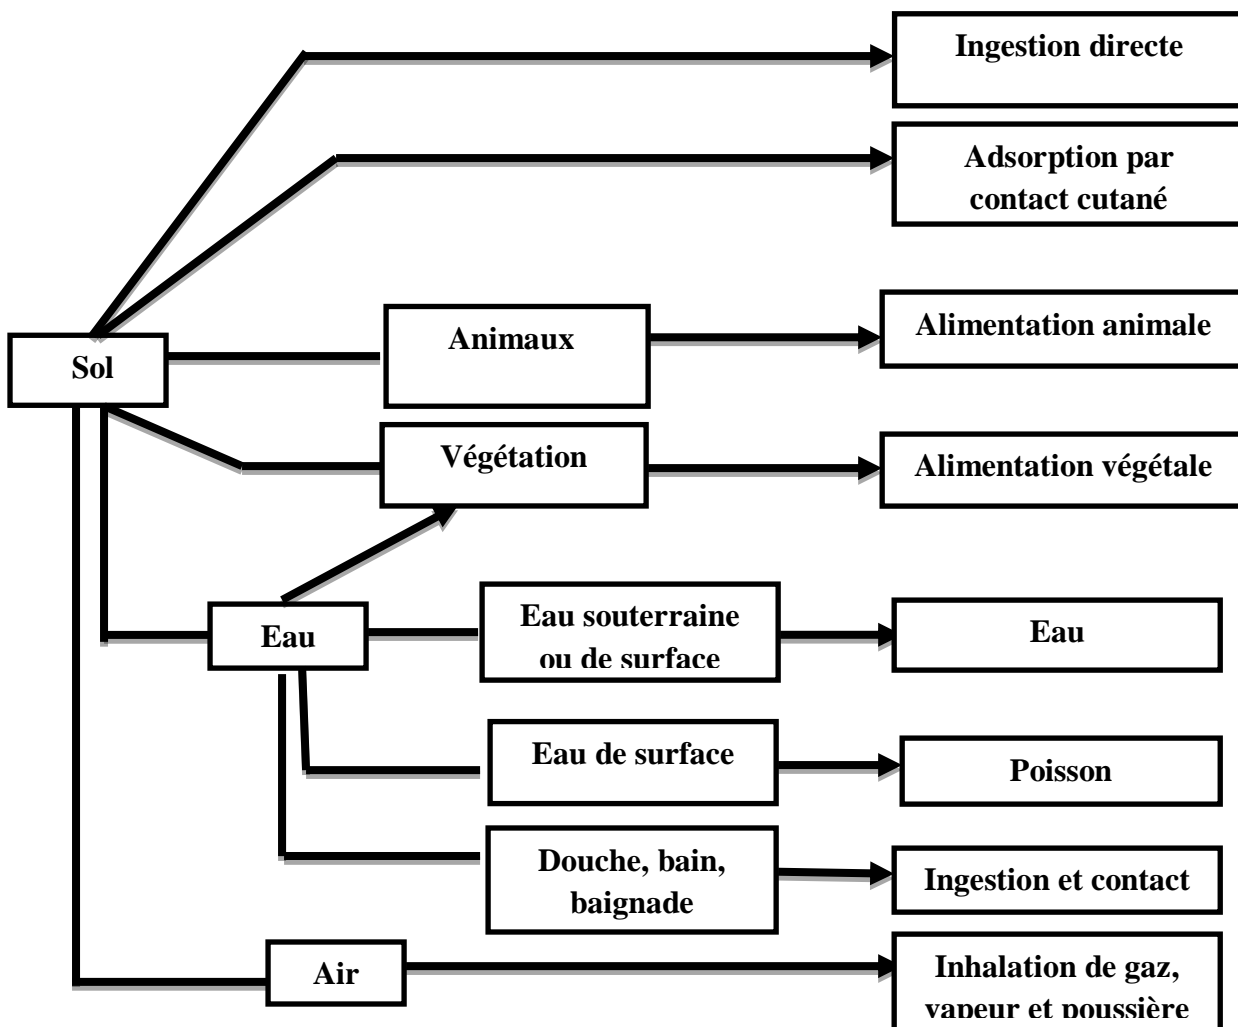 Ingestion directe
Adsorption par
contact cutané
Sol
Animaux
Alimentation animale
Végétation
Alimentation végétale
Eau
Eau souterraine
ou de surface
Eau
Eau de surface
Poisson
Douche, bain,
baignade
Ingestion et contact
Air
Inhalation de gaz,
vapeur et poussière